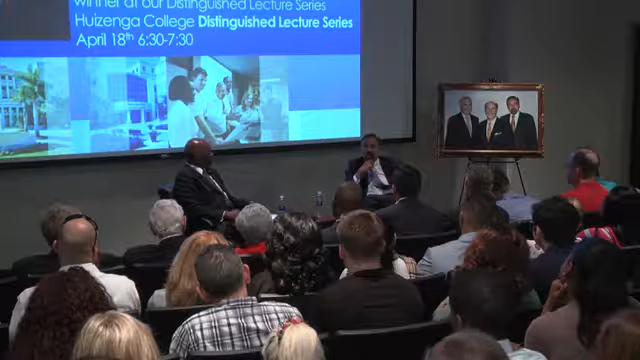 winner at our Distinguished Lecture Series
Huizenga College Distinguished Lecture Series
April 18th 6:30-7:30